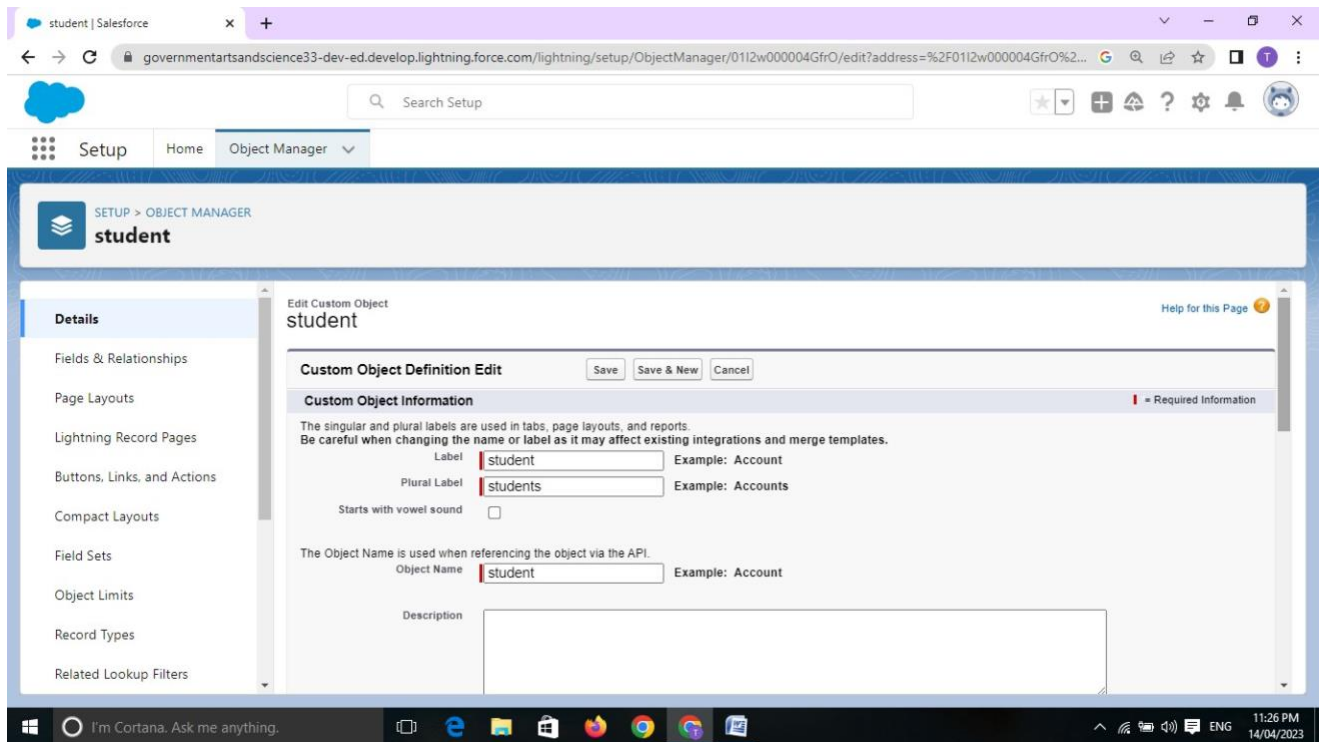 student | Salesforce
governmentartsandscience33-dev-ed.develop.lightning.force.com/lightning/setup/ObjectManager/01I2w000004GfrO/edit?address=%2F01I2w000004GfrO%2...
T
Search Setup
Setup Home Object Manager
SETUP > OBJECT MANAGER
student
Details
Fields & Relationships
Page Layouts
Lightning Record Pages
Buttons, Links, and Actions
Compact Layouts
Field Sets
Object Limits
Record Types
Related Lookup Filters
Edit Custom Object
student
Help for this Page
Custom Object Definition Edit Save Save & New Cancel
Custom Object Information = Required Information
The singular and plural labels are used in tabs, page layouts, and reports.
Be careful when changing the name or label as it may affect existing integrations and merge templates.
Label student Example: Account
Plural Label students Example: Accounts
Starts with vowel sound
The Object Name is used when referencing the object via the API.
Object Name student Example: Account
Description
I'm Cortana. Ask me anything.
ENG
11:26 PM
14/04/2023